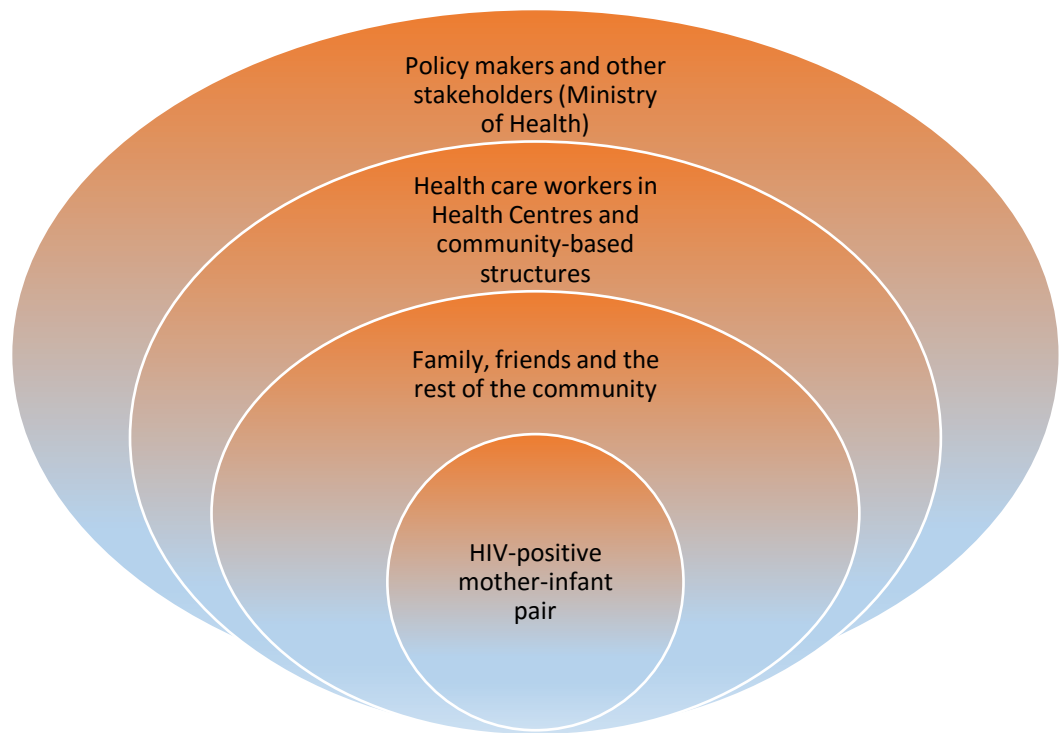 Policy makers and other
stakeholders (Ministry
of Health)
Health care workers in
Health Centres and
community-based
structures
Family, friends and the
rest of the community
HIV-positive
mother-infant
pair